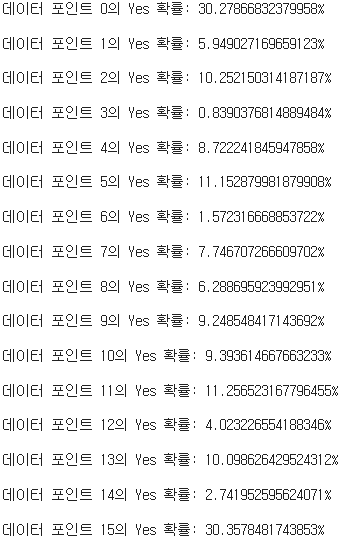 데이터 포인트 0의 Yes 확률: 30.27866832379958%
데이터 포인트 1의 Yes 확률: 5.949027169659123%
데이터 포인트 2의 Yes 확률: 10.252150314187187%
데이터 포인트 3의 Yes 확률: 0.8390376814889484%
데이터 포인트 4의 Yes 확률: 8.722241845947858%
데이터 포인트 5의 Yes 확률: 11.152879981879908%
데이터 포인트 6의 Yes 확률: 1.572316668853722%
데이터 포인트 7의 Yes 확률: 7.746707266609702%
데이터 포인트 8의 Yes 확률: 6.288695923992951%
데이터 포인트 9의 Yes 확률: 9.248548417143692%
데이터 포인트 10의 Yes 확률: 9.393614667663233%
데이터 포인트 11의 Yes 확률: 11.256523167796455%
데이터 포인트 12의 Yes 확률: 4.023226554188346%
데이터 포인트 13의 Yes 확률: 10.098626429524312%
데이터 포인트 14의 Yes 확률: 2.741952595624071%
데이터 포인트 15의 Yes 확률: 30.3578481743853%